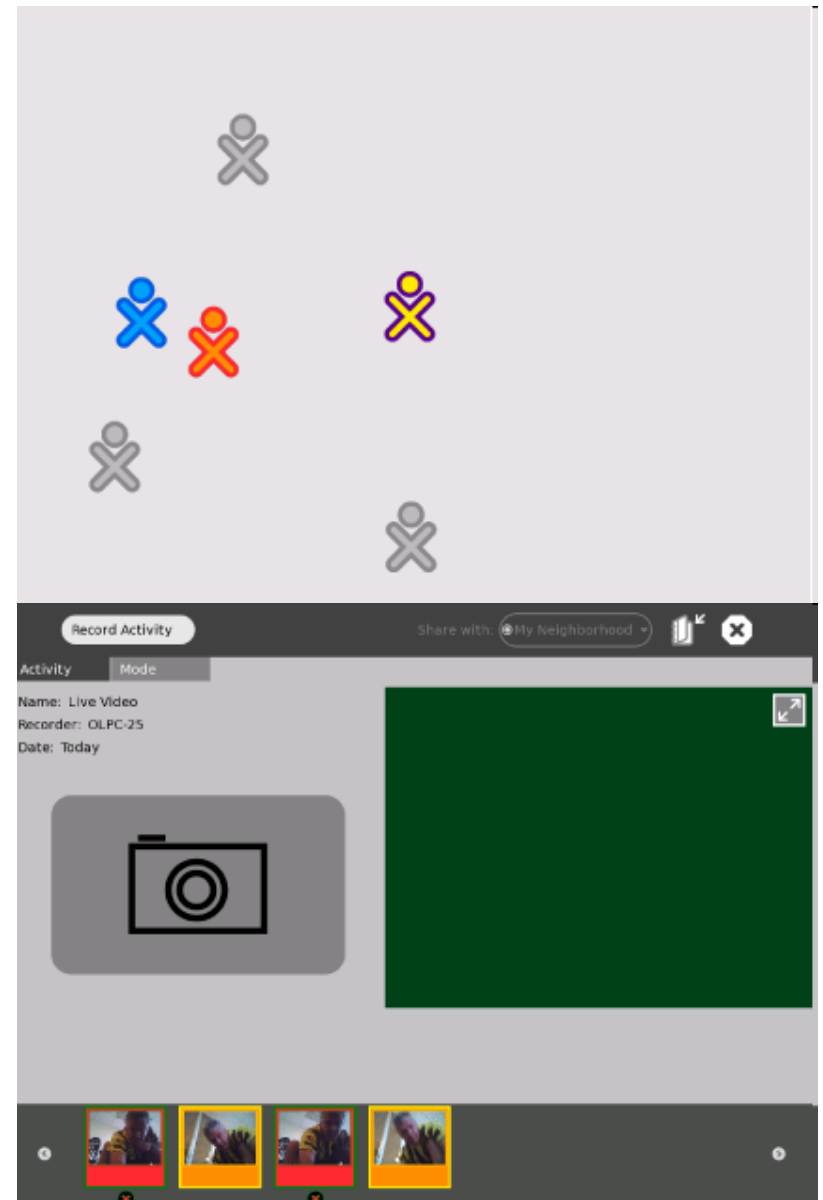 Record Activity Share with: My Neighborhood
Activity Mode
Name: Live Video
Recorder: OLPC-25
Date: Today